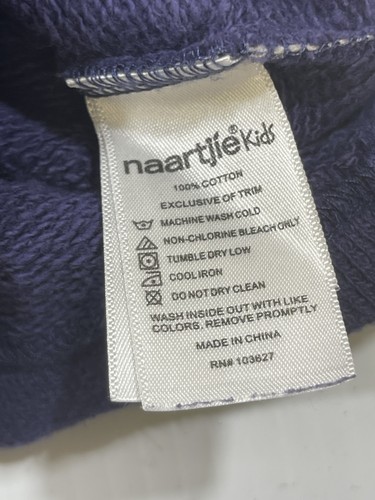 naartjie® Kids
100% COTTON
EXCLUSIVE OF TRIM
MACHINE WASH COLD
NON-CHLORINE BLEACH ONLY
TUMBLE DRY LOW
COOL IRON
DO NOT DRY CLEAN
WASH INSIDE OUT WITH LIKE
COLORS, REMOVE PROMPTLY
MADE IN CHINA
RN# 103627